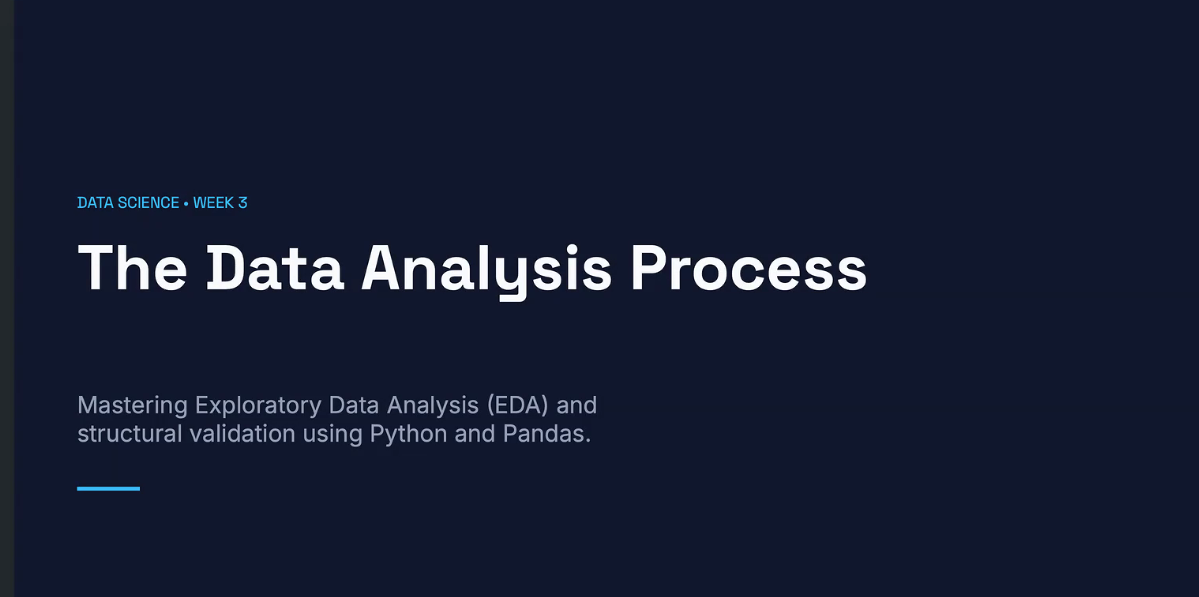 DATA SCIENCE • WEEK 3
The Data Analysis Process
Mastering Exploratory Data Analysis (EDA) and
structural validation using Python and Pandas.